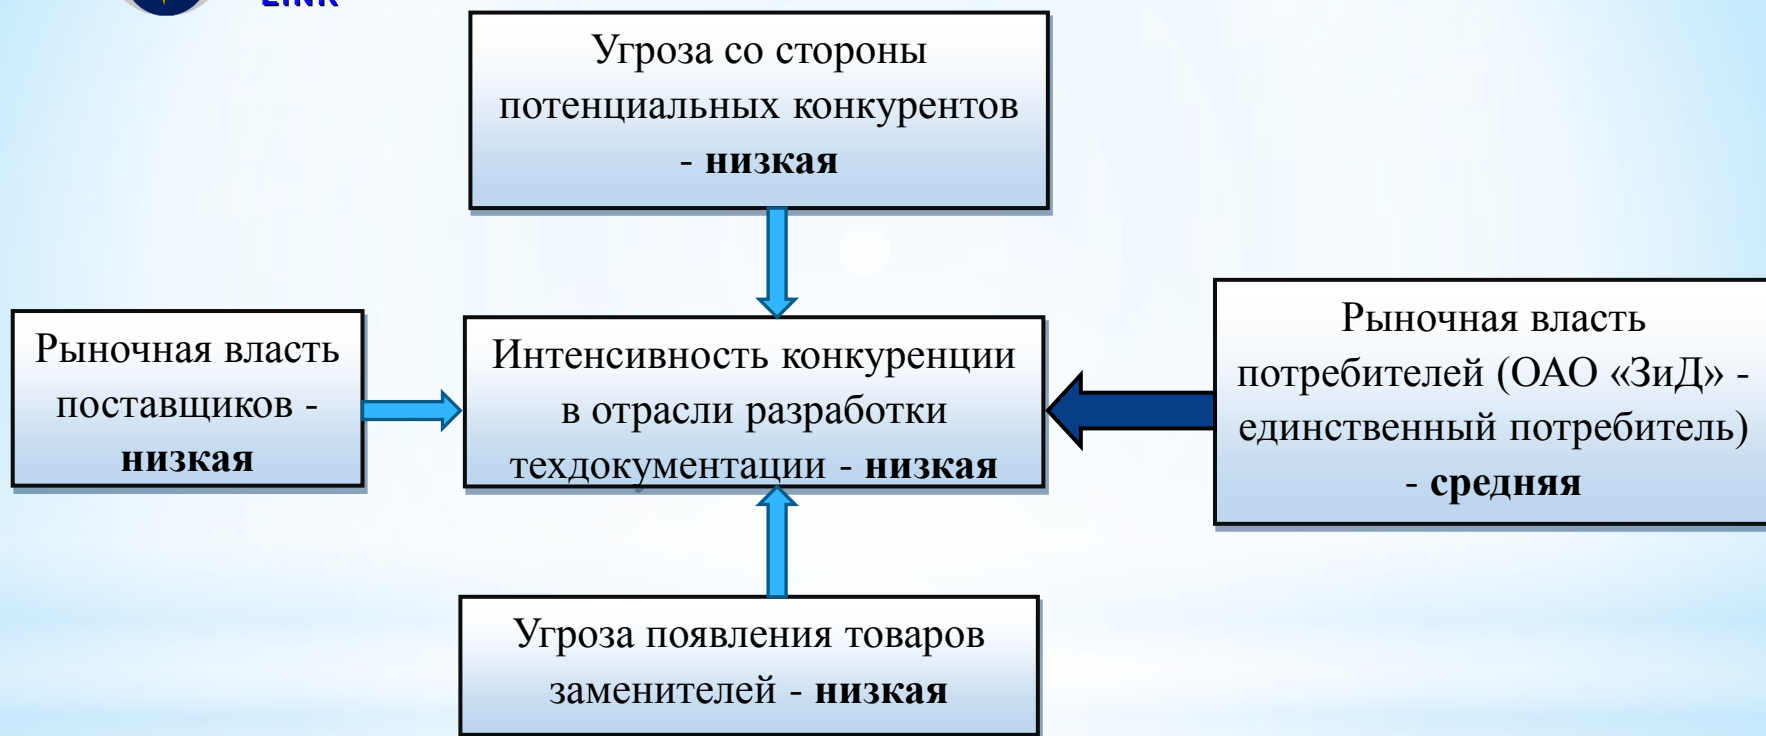 LINK
Угроза со стороны
потенциальных конкурентов
- низкая
Рыночная власть
поставщиков -
низкая
Интенсивность конкуренции
в отрасли разработки
техдокументации - низкая
Рыночная власть
потребителей (ОАО «ЗиД» -
единственный потребитель)
- средняя
Угроза появления товаров
заменителей - низкая